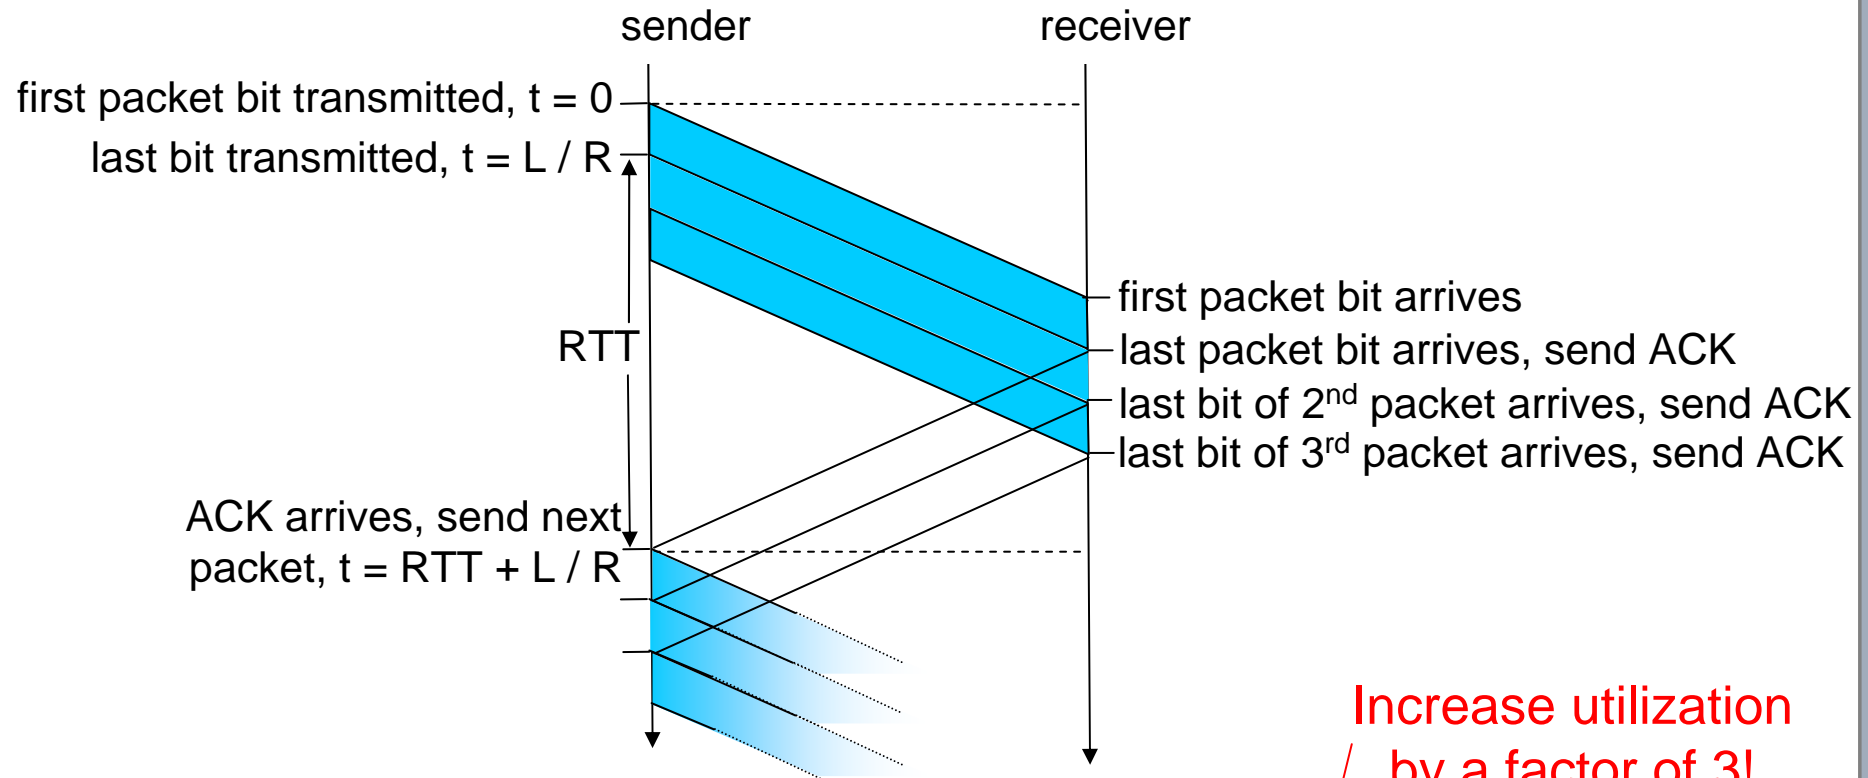 sender
receiver
first packet bit transmitted, t = 0
last bit transmitted, t = L / R
first packet bit arrives
RTT
last packet bit arrives, send ACK
last bit of 2nd packet arrives, send ACK
last bit of 3rd packet arrives, send ACK
ACK arrives, send next
packet, t = RTT + L / R
Increase utilization
by a factor of 3!